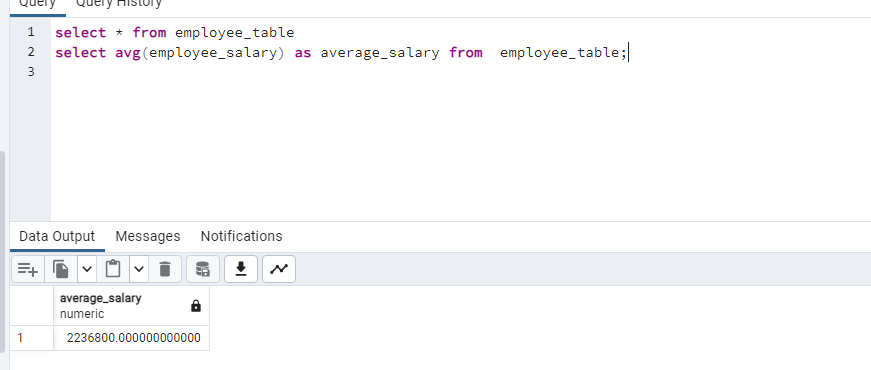 Query Query History
1 select * from employee_table
2 select avg(employee_salary) as average_salary from  employee_table;
3
Data Output Messages Notifications
average_salary
numeric
1 2236800.000000000000